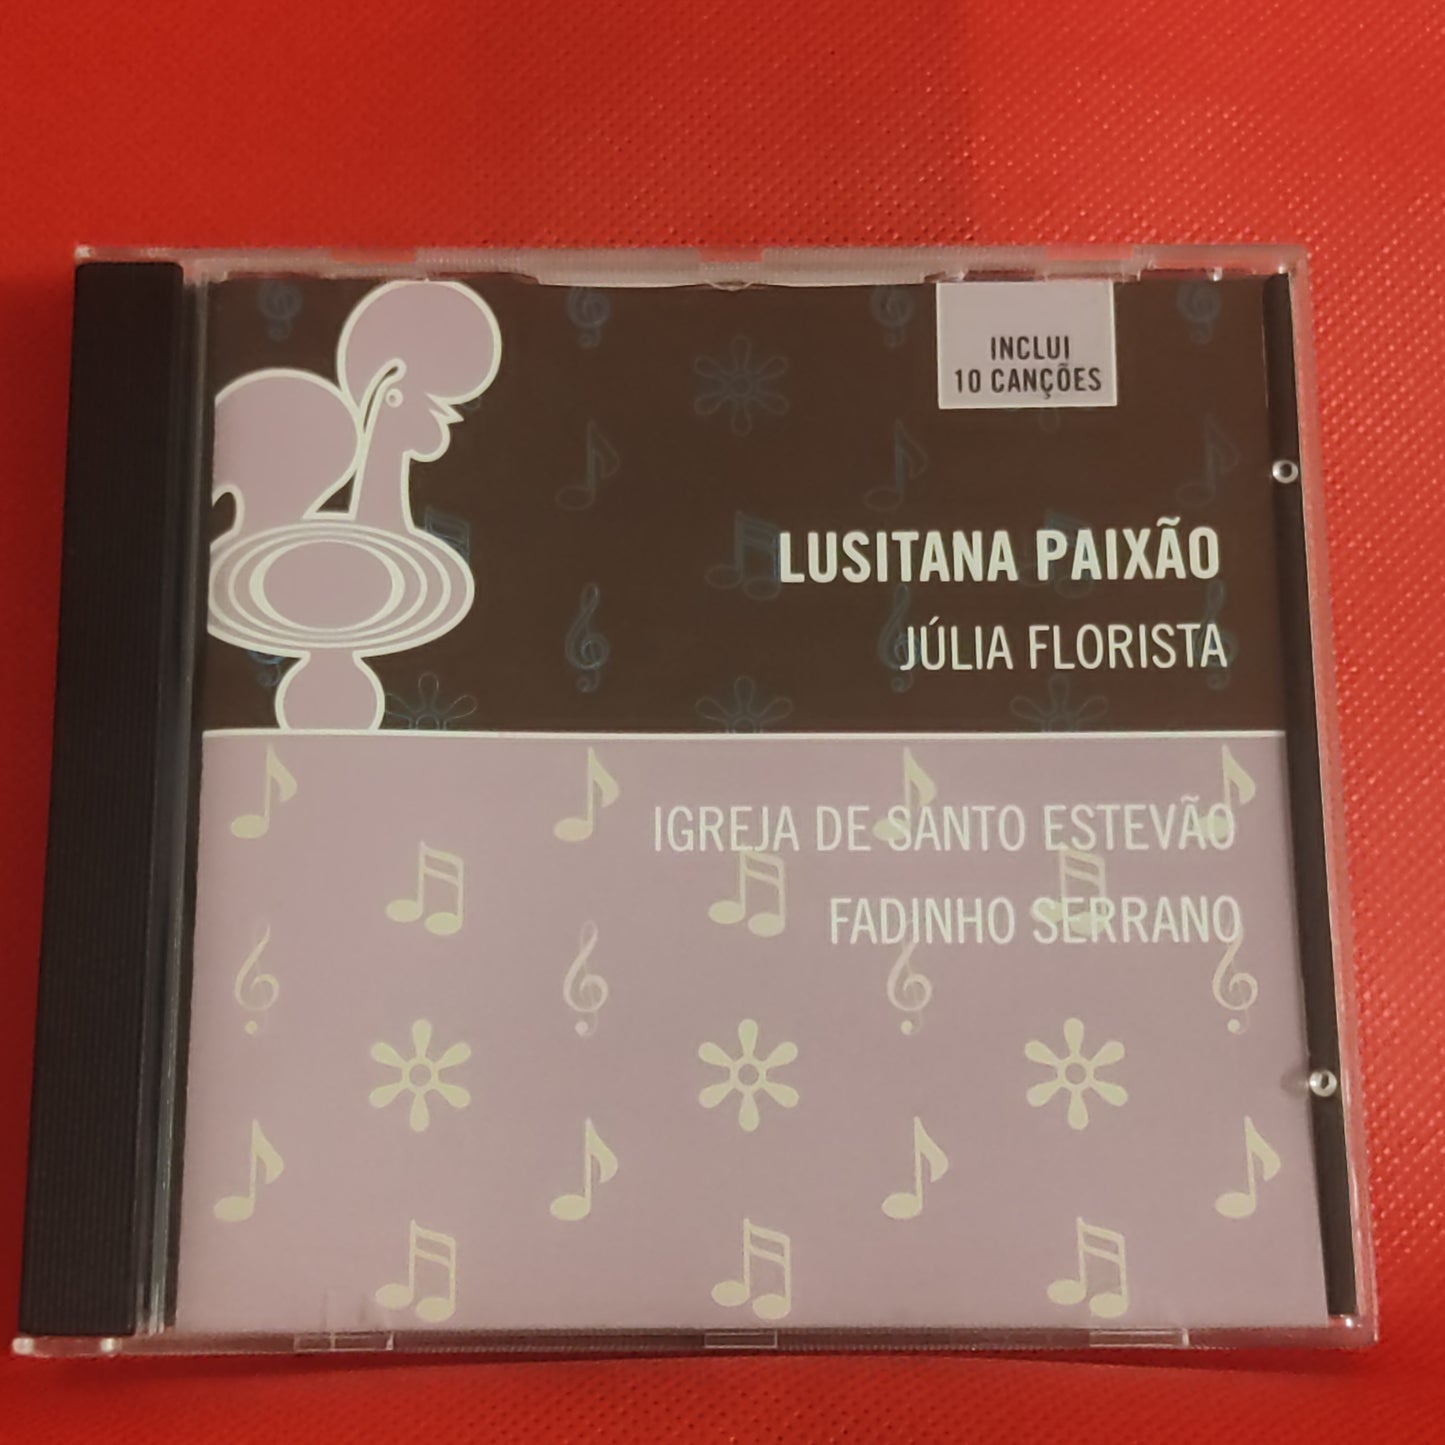 INCLUI
10 CANÇÕES
LUSITANA PAIXÃO
JÚLIA FLORISTA
IGREJA DE SANTO ESTEVÃO
FADINHO SERRANO